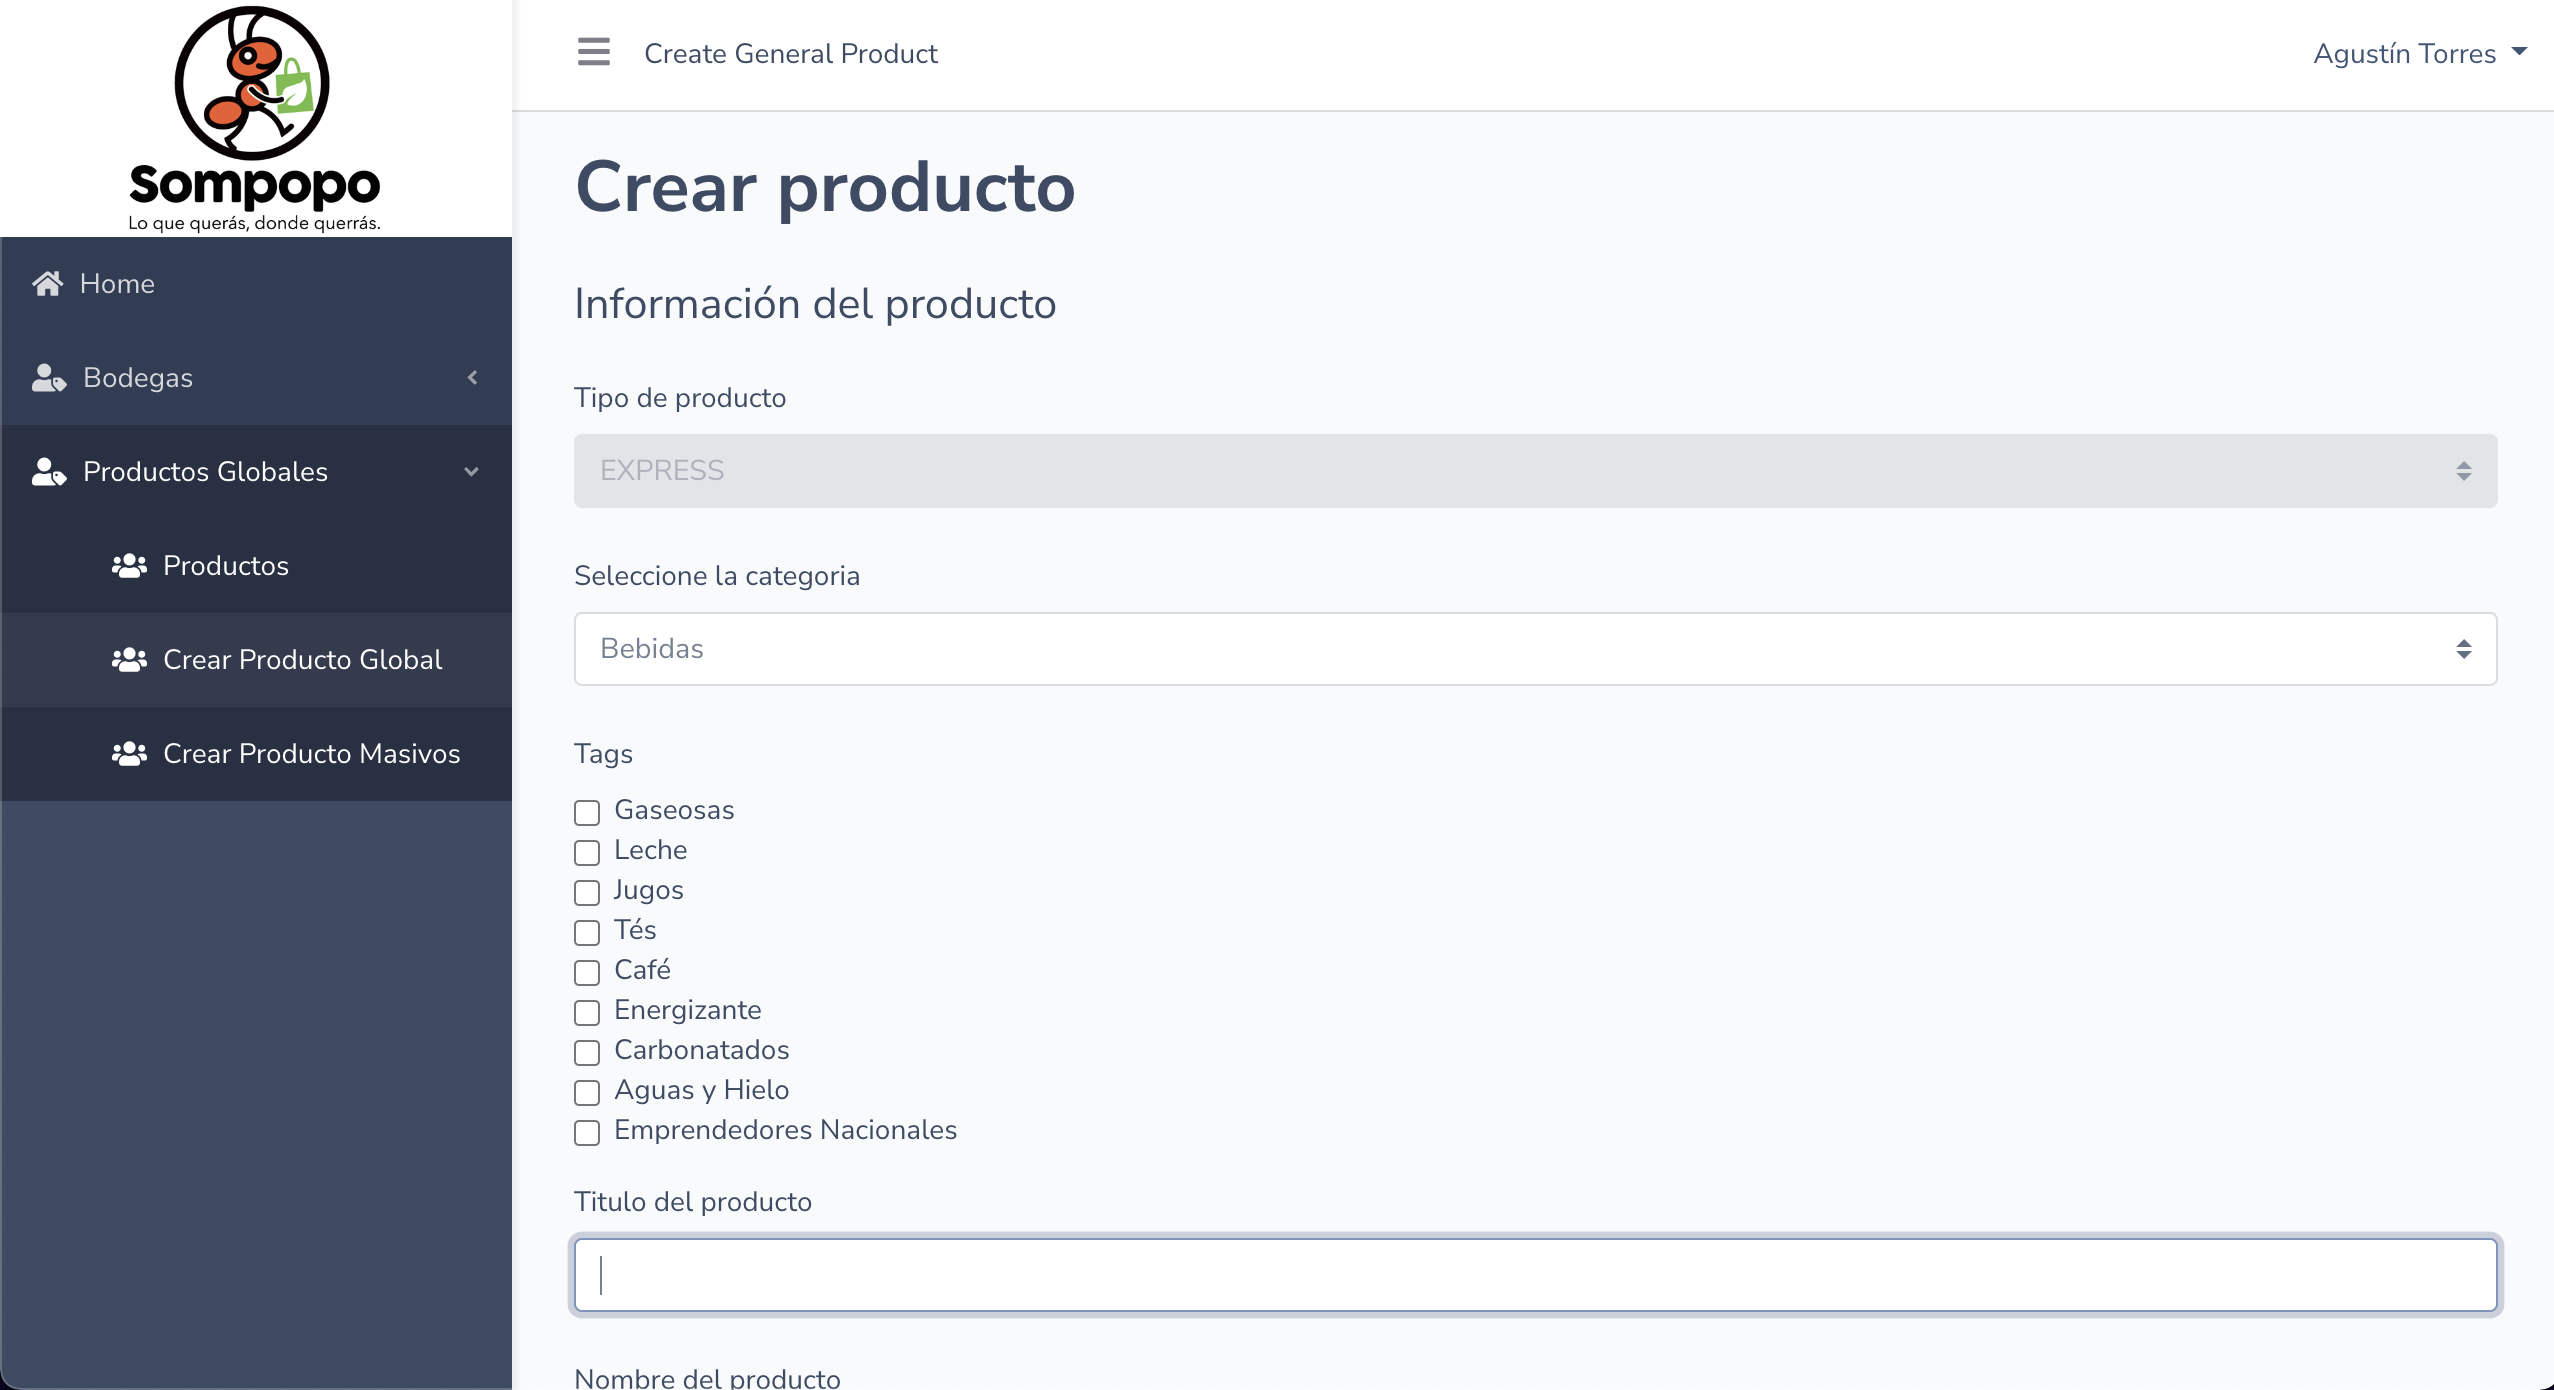 Sompopo
Lo que querás, donde querrás.
Home
Bodegas
Productos Globales
Productos
Crear Producto Global
Crear Producto Masivos
Create General Product
Agustín Torres
Crear producto
Información del producto
Tipo de producto
EXPRESS
Seleccione la categoria
Bebidas
Tags
Gaseosas
Leche
Jugos
Tés
Café
Energizante
Carbonatados
Aguas y Hielo
Emprendedores Nacionales
Titulo del producto
Nombre del producto